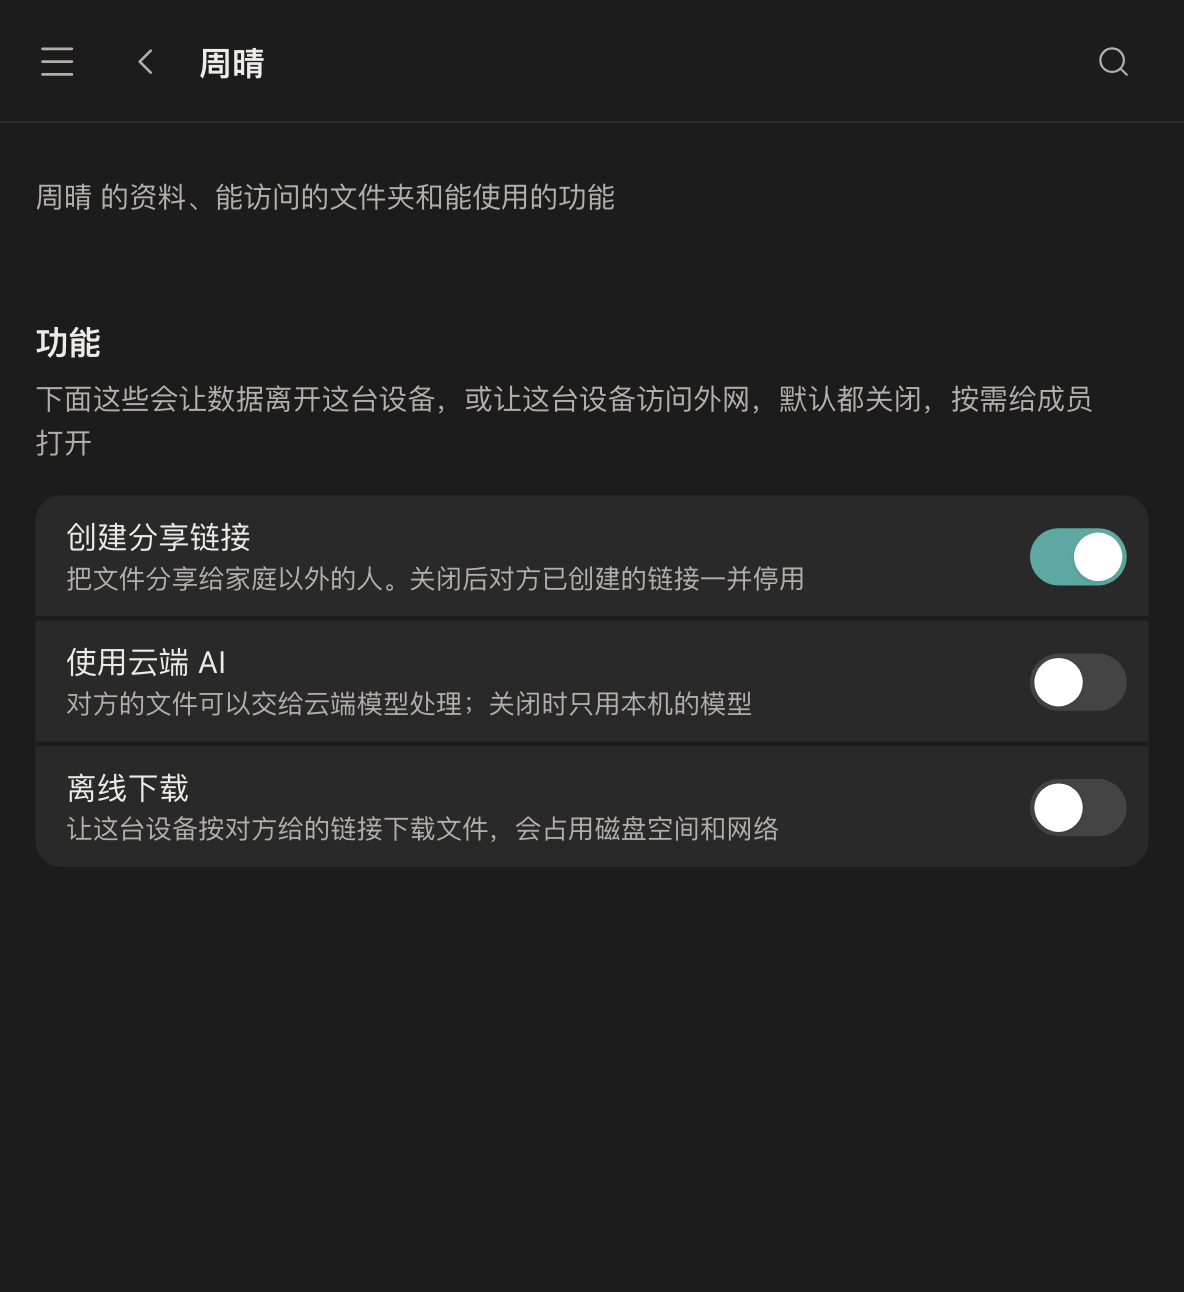 周晴
周晴 的资料、能访问的文件夹和能使用的功能
功能
下面这些会让数据离开这台设备，或让这台设备访问外网，默认都关闭，按需给成员
打开
创建分享链接
把文件分享给家庭以外的人。关闭后对方已创建的链接一并停用
使用云端 AI
对方的文件可以交给云端模型处理；关闭时只用本机的模型
离线下载
让这台设备按对方给的链接下载文件，会占用磁盘空间和网络